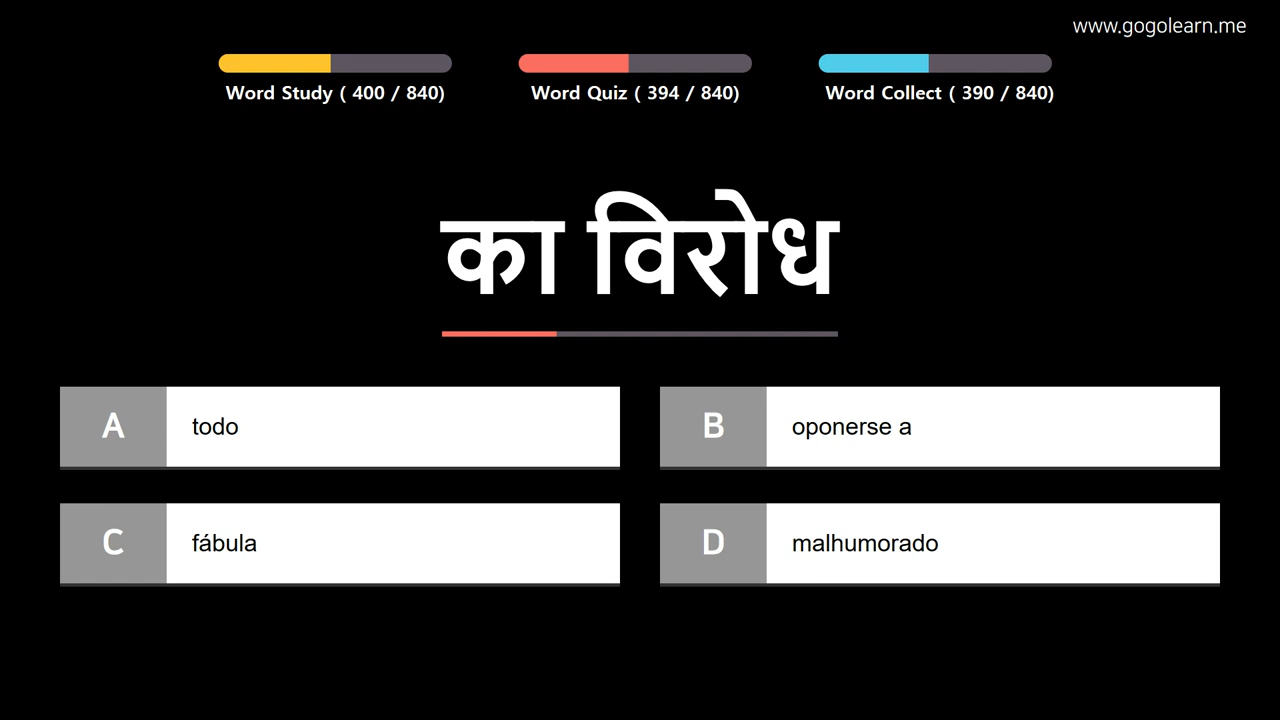 www.gogolearn.me
Word Study ( 400 / 840)
Word Quiz ( 394 / 840)
Word Collect ( 390 / 840)
का विरोध
A todo
B oponerse a
C fábula
D malhumorado